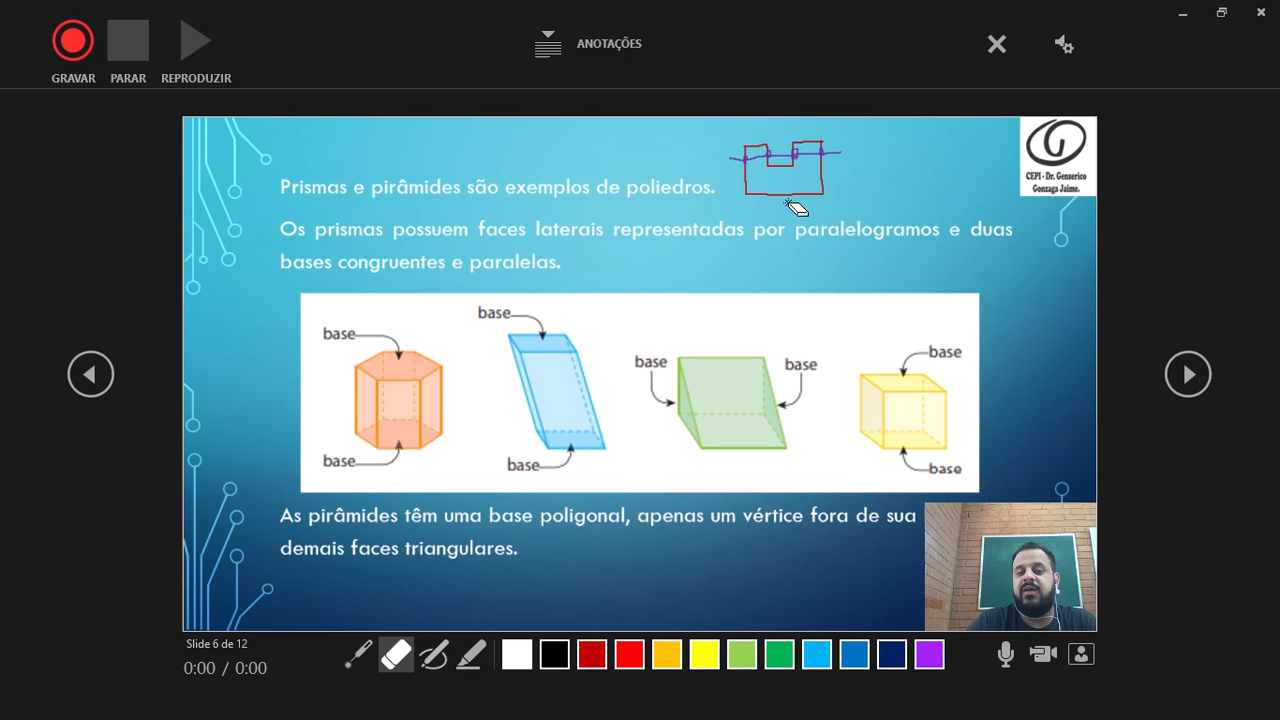 GRAVAR PARAR REPRODUZIR
ANOTAÇÕES
CEPI - Dr. Genserico
Gonzaga Jaime.
Prismas e pirâmides são exemplos de poliedros.
Os prismas possuem faces laterais representadas por paralelogramos e duas
bases congruentes e paralelas.
base
base
base
base
base
base
base
base
As pirâmides têm uma base poligonal, apenas um vértice fora de sua
demais faces triangulares.
Slide 6 de 12
0:00 / 0:00